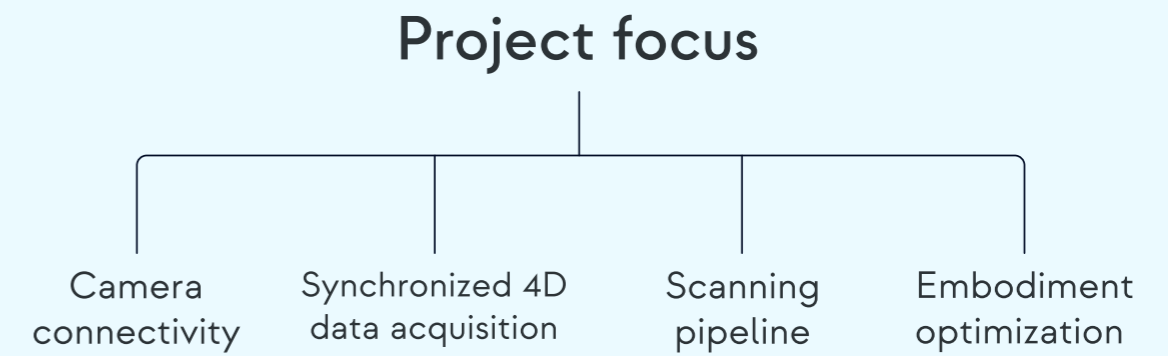 Project focus
Camera
connectivity
Synchronized 4D
data acquisition
Scanning
pipeline
Embodiment
optimization